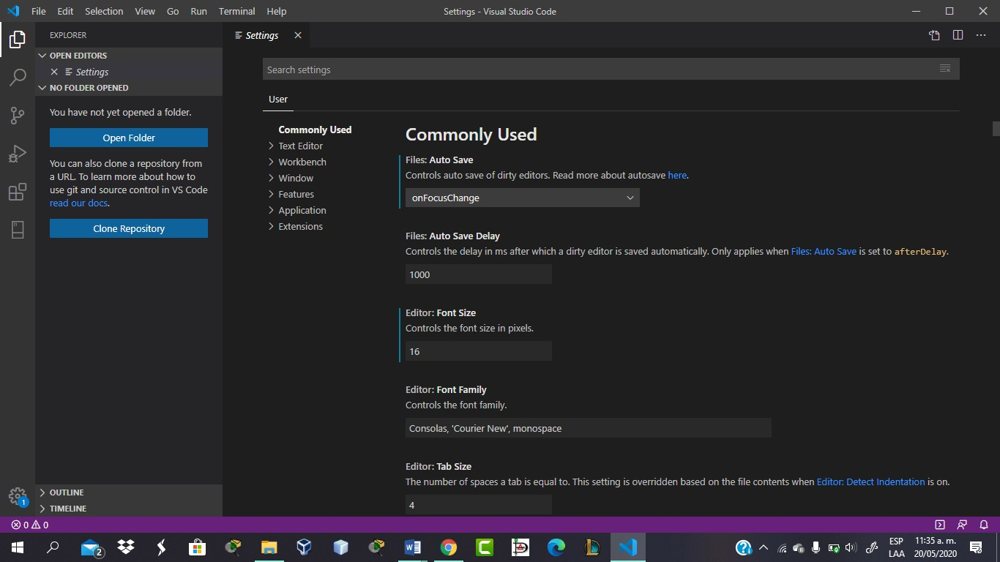 File Edit Selection View Go Run Terminal Help
Settings - Visual Studio Code
EXPLORER
OPEN EDITORS
Settings
NO FOLDER OPENED
You have not yet opened a folder.
Open Folder
You can also clone a repository from
a URL. To learn more about how to
use git and source control in VS Code
read our docs.
Clone Repository
OUTLINE
TIMELINE
1
Settings
Search settings
User
Commonly Used
Text Editor
Workbench
Window
Features
Application
Extensions
Commonly Used
Files: Auto Save
Controls auto save of dirty editors. Read more about autosave here.
onFocusChange
Files: Auto Save Delay
Controls the delay in ms after which a dirty editor is saved automatically. Only applies when Files: Auto Save is set to afterDelay.
1000
Editor: Font Size
Controls the font size in pixels.
16
Editor: Font Family
Controls the font family.
Consolas, 'Courier New', monospace
Editor: Tab Size
The number of spaces a tab is equal to. This setting is overridden based on the file contents when Editor: Detect Indentation is on.
4
0 0
2
ESP
LAA
11:35 a. m.
20/05/2020